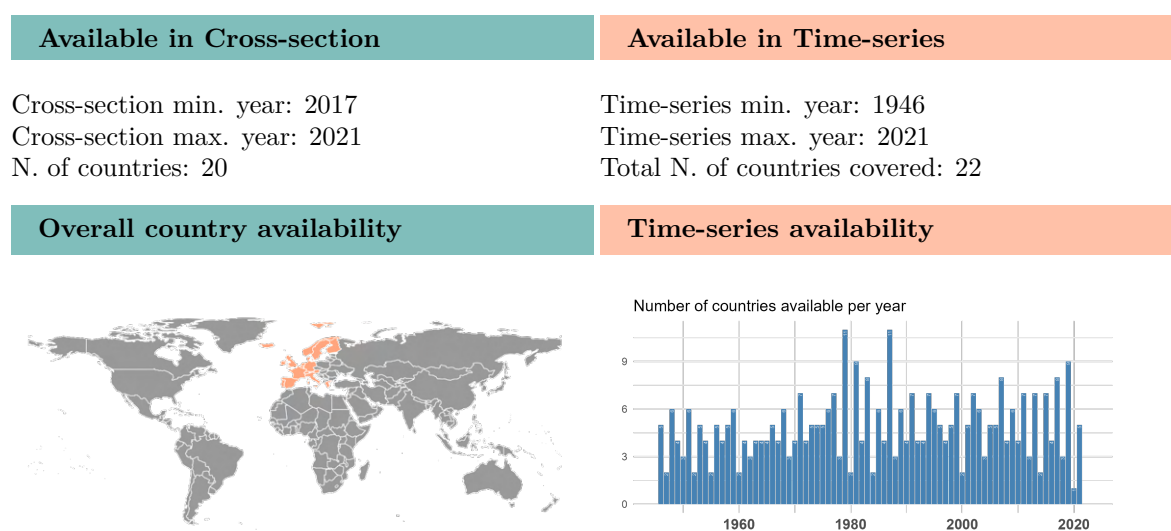 Available in Cross-section
Available in Time-series
Cross-section min. year: 2017
Cross-section max. year: 2021
N. of countries: 20
Time-series min. year: 1946
Time-series max. year: 2021
Total N. of countries covered: 22
Overall country availability
Time-series availability
Number of countries available per year
9
6
3
0
1960 1980 2000 2020